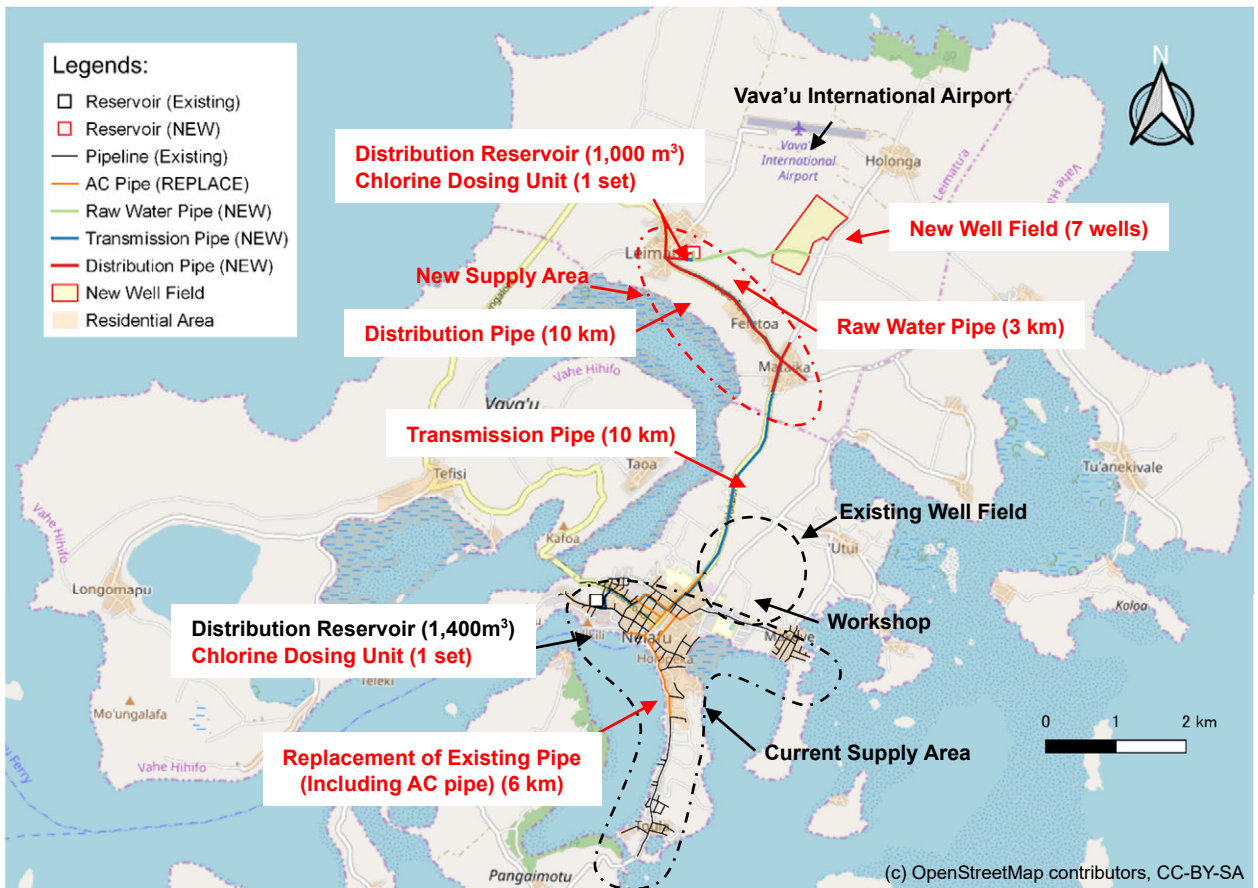 Legends:
Reservoir (Existing)
Reservoir (NEW)
Pipeline (Existing)
AC Pipe (REPLACE)
Raw Water Pipe (NEW)
Transmission Pipe (NEW)
Distribution Pipe (NEW)
New Well Field
Residential Area
N
Vava'u International Airport
Vava'u
International
Airport
Holonga
Leimatu'a
Vahe
Distribution Reservoir (1,000 m³)
Chlorine Dosing Unit (1 set)
New Well Field (7 wells)
New Supply Area
Distribution Pipe (10 km)
Raw Water Pipe (3 km)
Feletoa
Mataika
Vahe Hihifo
Vava'u
Transmission Pipe (10 km)
Taoa
Tefisi
Tu'anekivale
Vahe Hihifo
Existing Well Field
'Utui
Kafoa
Longomapu
Koloa
Workshop
Distribution Reservoir (1,400m³)
Chlorine Dosing Unit (1 set)
Neiafu
Holopeka
Teleki
Mo'ungalafa
0 1 2 km
Current Supply Area
Replacement of Existing Pipe
(Including AC pipe) (6 km)
Vahe Hihifo
Ferry
Pangaimotu
(c) OpenStreetMap contributors, CC-BY-SA